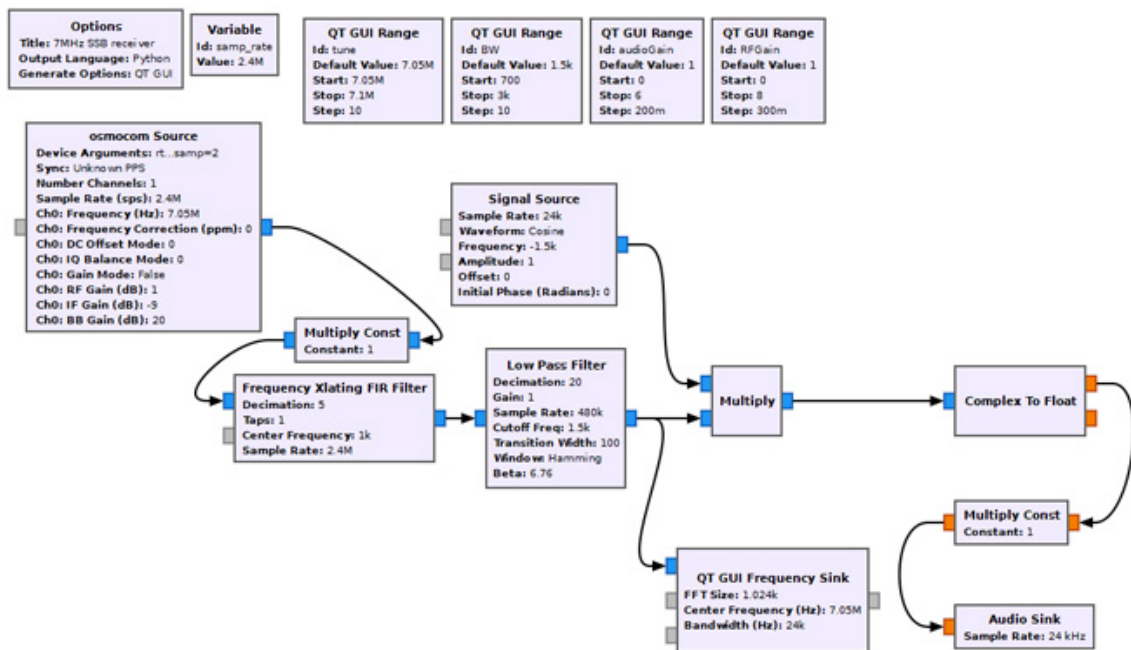 Options
Title: 7MHz SSB receiver
Output Language: Python
Generate Options: QT GUI
Variable
Id: samp_rate
Value: 2.4M
QT GUI Range
Id: tune
Default Value: 7.05M
Start: 7.05M
Stop: 7.1M
Step: 10
QT GUI Range
Id: BW
Default Value: 1.5k
Start: 700
Stop: 3k
Step: 10
QT GUI Range
Id: audioGain
Default Value: 1
Start: 0
Stop: 6
Step: 200m
QT GUI Range
Id: RFGain
Default Value: 1
Start: 0
Stop: 8
Step: 300m
osmocom Source
Device Arguments: rt...samp=2
Sync: Unknown PPS
Number Channels: 1
Sample Rate (sps): 2.4M
Ch0: Frequency (Hz): 7.05M
Ch0: Frequency Correction (ppm): 0
Ch0: DC Offset Mode: 0
Ch0: IQ Balance Mode: 0
Ch0: Gain Mode: False
Ch0: RF Gain (dB): 1
Ch0: IF Gain (dB): -9
Ch0: BB Gain (dB): 20
Signal Source
Sample Rate: 24k
Waveform: Cosine
Frequency: -1.5k
Amplitude: 1
Offset: 0
Initial Phase (Radians): 0
Multiply Const
Constant: 1
Frequency Xlating FIR Filter
Decimation: 5
Taps: 1
Center Frequency: 1k
Sample Rate: 2.4M
Low Pass Filter
Decimation: 20
Gain: 1
Sample Rate: 480k
Cutoff Freq: 1.5k
Transition Width: 100
Window: Hamming
Beta: 6.76
Multiply
Complex To Float
Multiply Const
Constant: 1
QT GUI Frequency Sink
FFT Size: 1.024k
Center Frequency (Hz): 7.05M
Bandwidth (Hz): 24k
Audio Sink
Sample Rate: 24 kHz